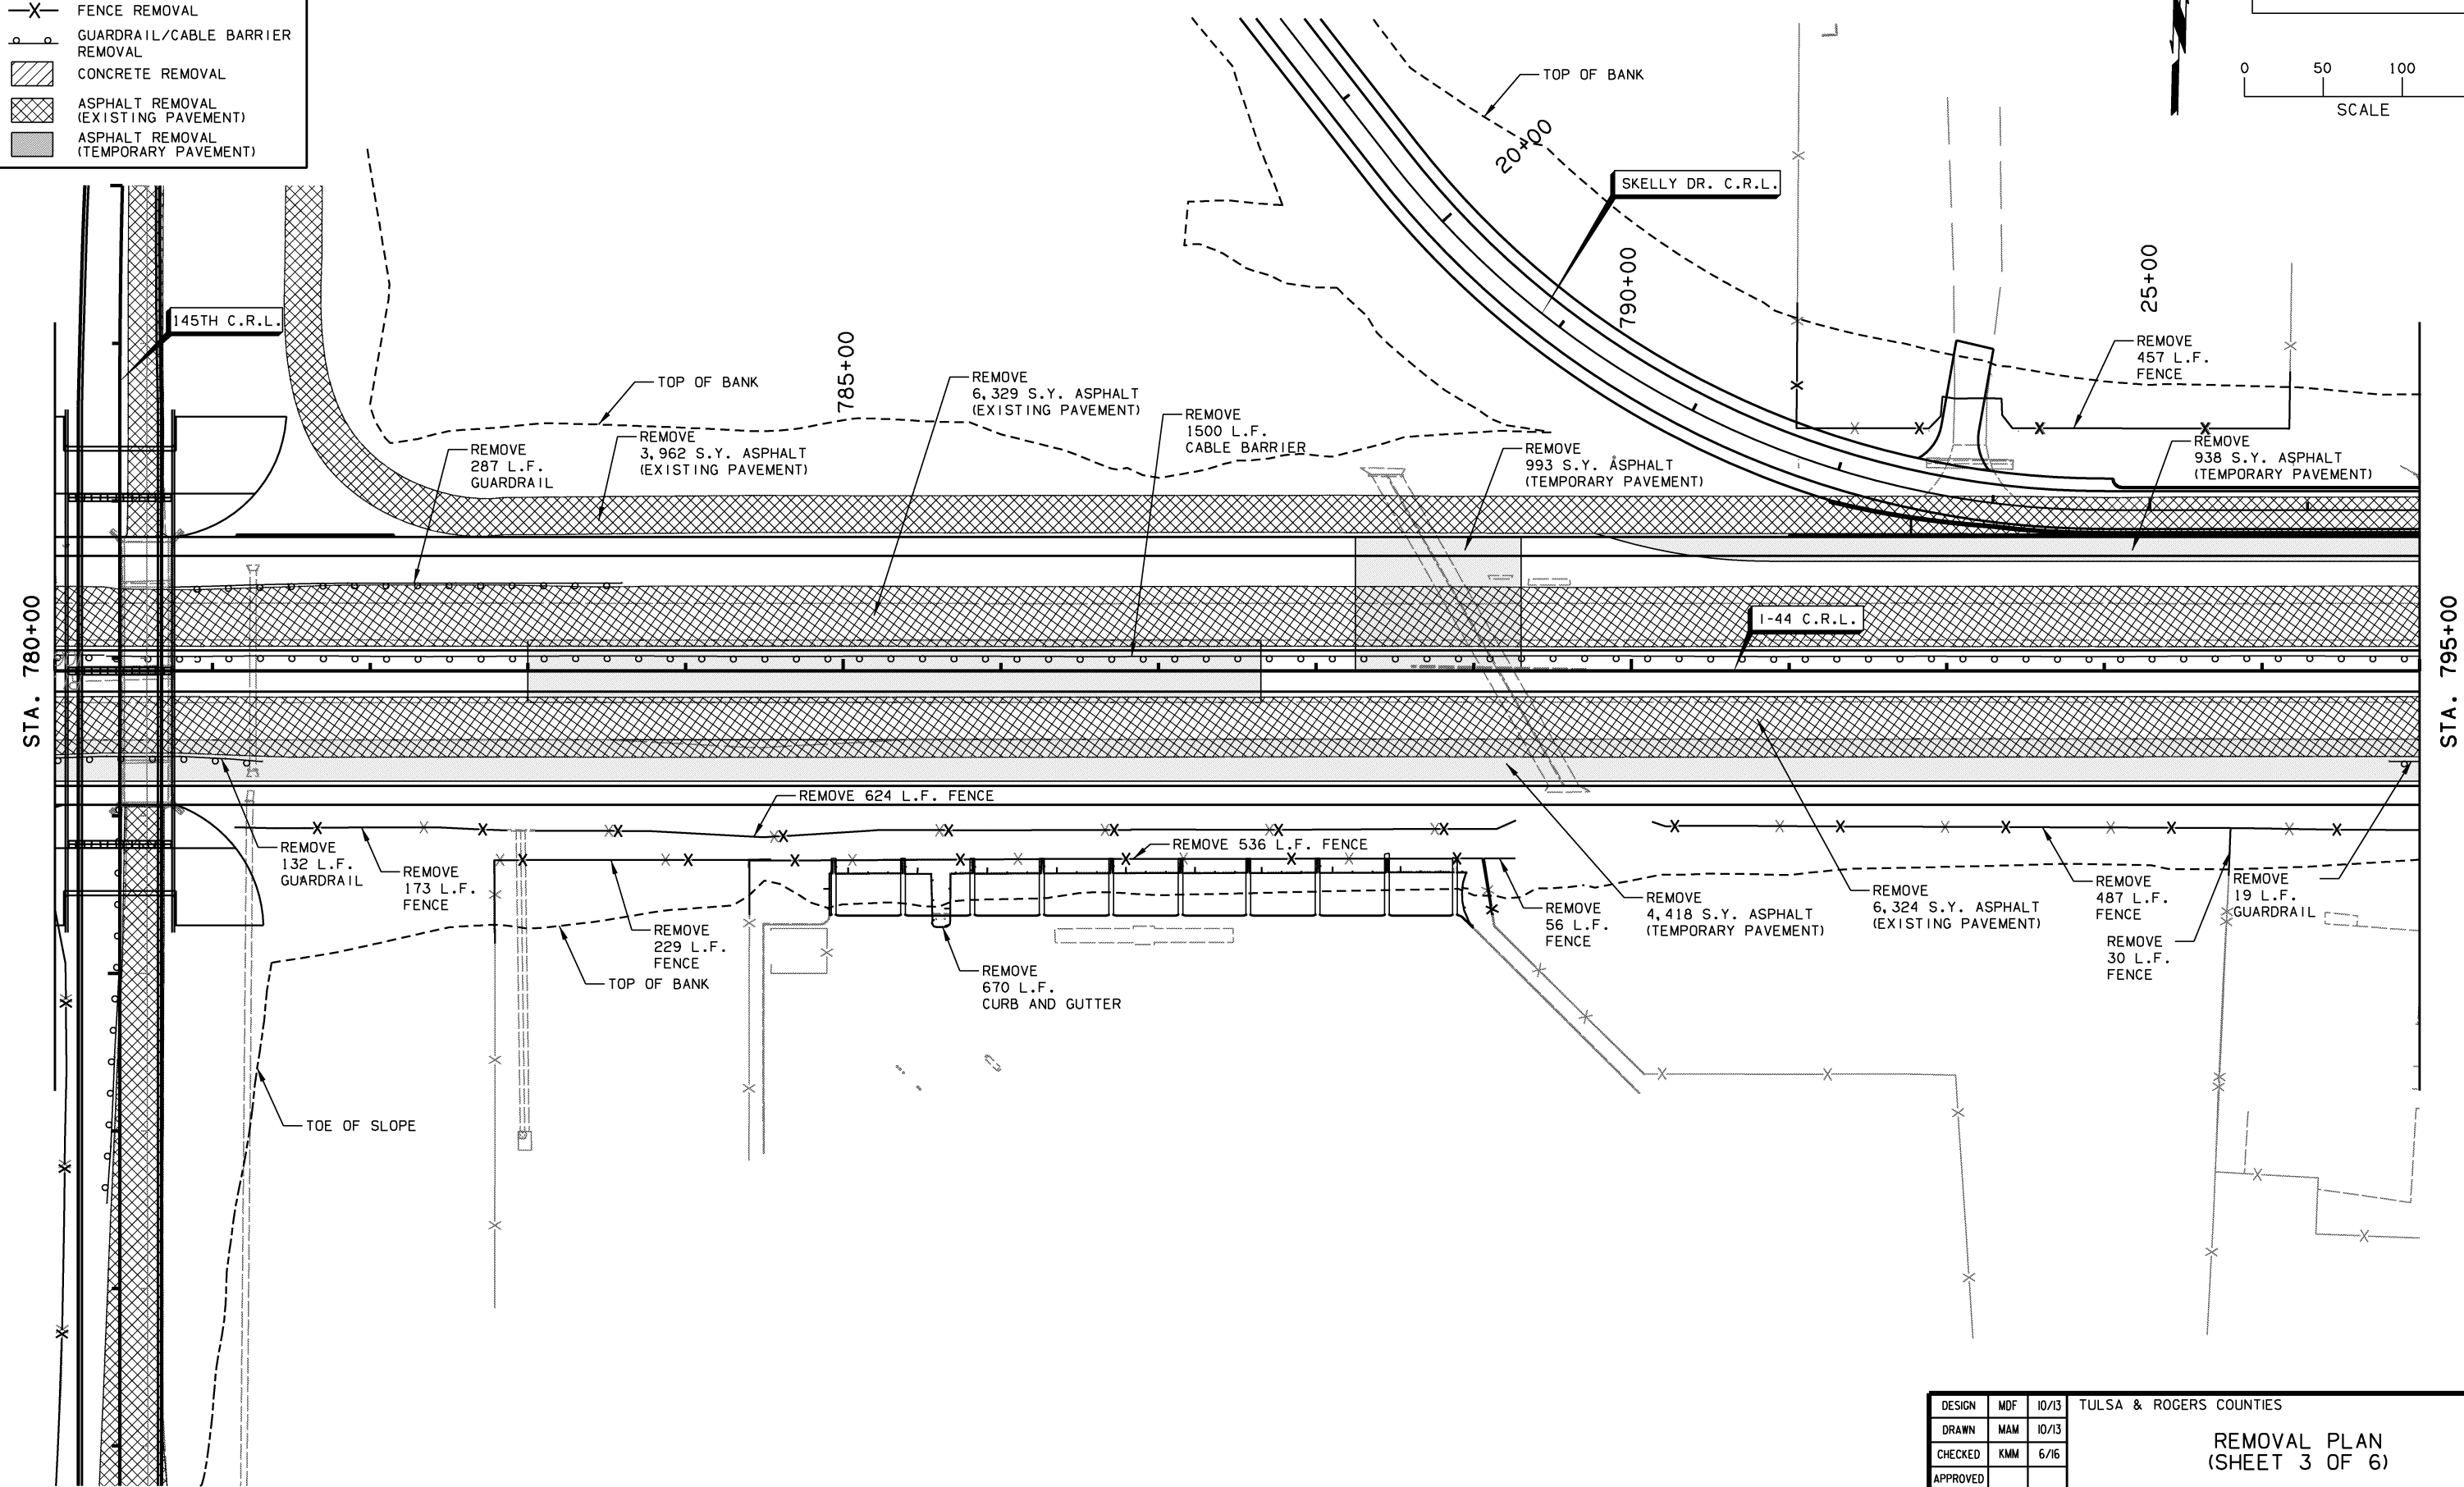 FENCE REMOVAL
GUARDRAIL/CABLE BARRIER
REMOVAL
CONCRETE REMOVAL
ASPHALT REMOVAL
(EXISTING PAVEMENT)
ASPHALT REMOVAL
(TEMPORARY PAVEMENT)
0 50 100
SCALE
TOP OF BANK
20+00
SKELLY DR. C.R.L.
790+00
25+00
145TH C.R.L.
785+00
REMOVE
457 L.F.
FENCE
TOP OF BANK
REMOVE
6,329 S.Y. ASPHALT
(EXISTING PAVEMENT)
REMOVE
1500 L.F.
CABLE BARRIER
REMOVE
287 L.F.
GUARDRAIL
REMOVE
3,962 S.Y. ASPHALT
(EXISTING PAVEMENT)
REMOVE
993 S.Y. ASPHALT
(TEMPORARY PAVEMENT)
REMOVE
938 S.Y. ASPHALT
(TEMPORARY PAVEMENT)
STA. 780+00
I-44 C.R.L.
STA. 795+00
REMOVE 624 L.F. FENCE
REMOVE 536 L.F. FENCE
REMOVE
132 L.F.
GUARDRAIL
REMOVE
173 L.F.
FENCE
REMOVE
229 L.F.
FENCE
TOP OF BANK
REMOVE
670 L.F.
CURB AND GUTTER
REMOVE
56 L.F.
FENCE
REMOVE
4,418 S.Y. ASPHALT
(TEMPORARY PAVEMENT)
REMOVE
6,324 S.Y. ASPHALT
(EXISTING PAVEMENT)
REMOVE
487 L.F.
FENCE
REMOVE
30 L.F.
FENCE
REMOVE
19 L.F.
GUARDRAIL
TOE OF SLOPE
DESIGN MDF 10/13
DRAWN MAM 10/13
CHECKED KMM 6/16
APPROVED
TULSA & ROGERS COUNTIES
REMOVAL PLAN
(SHEET 3 OF 6)